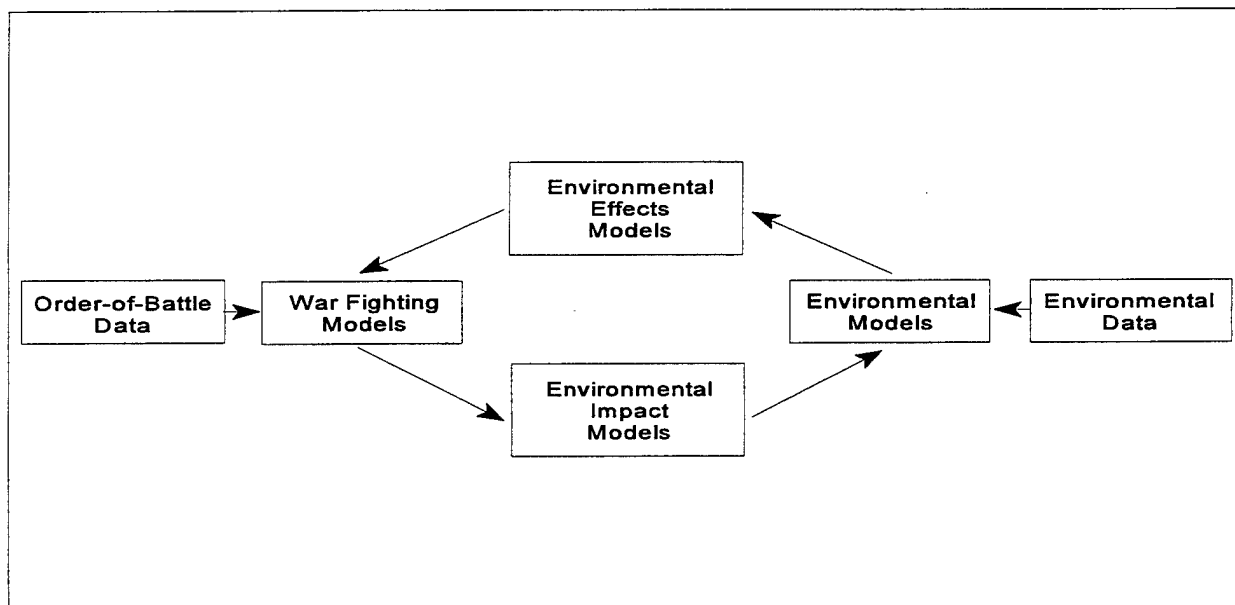 Environmental
Effects
Models
Order-of-Battle
Data
War Fighting
Models
Environmental
Models
Environmental
Data
Environmental
Impact
Models